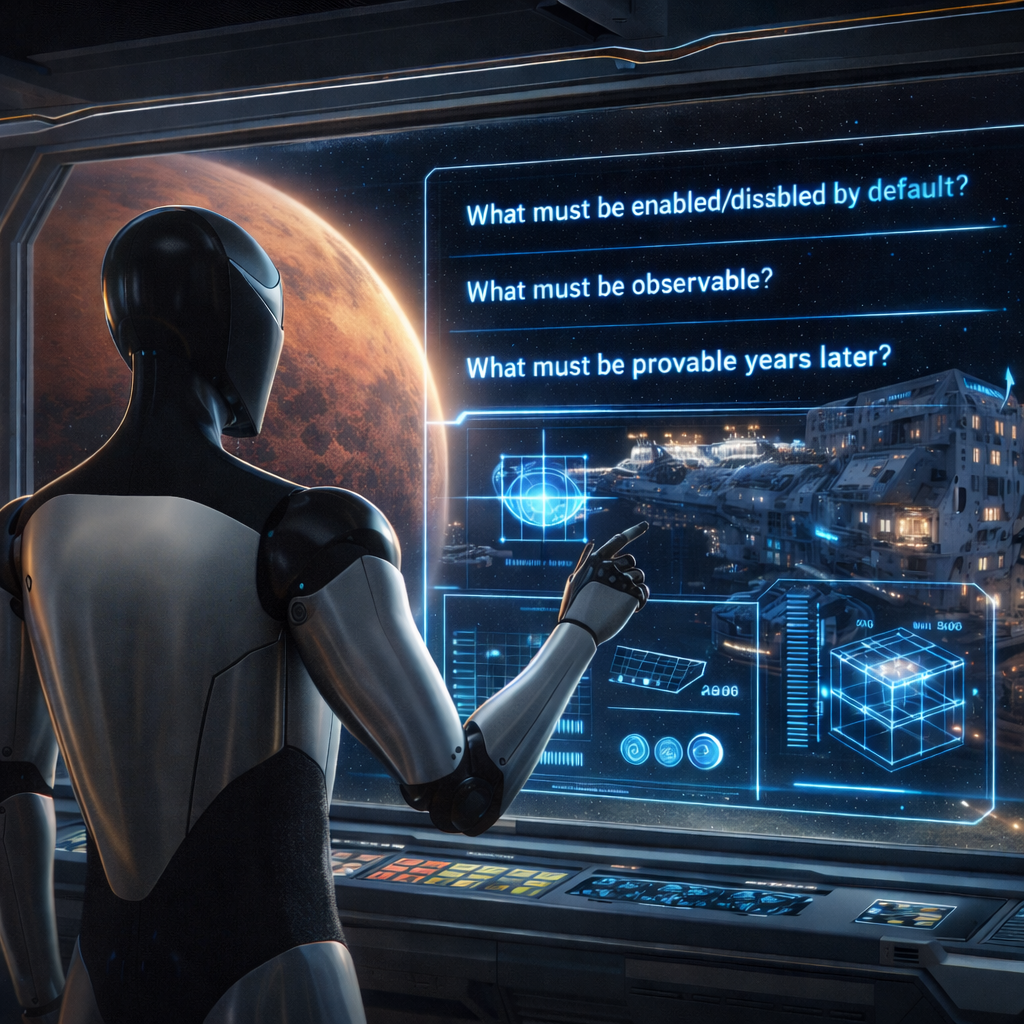 What must be enabled/dissbled by default?
What must be observable?
What must be provable years later?